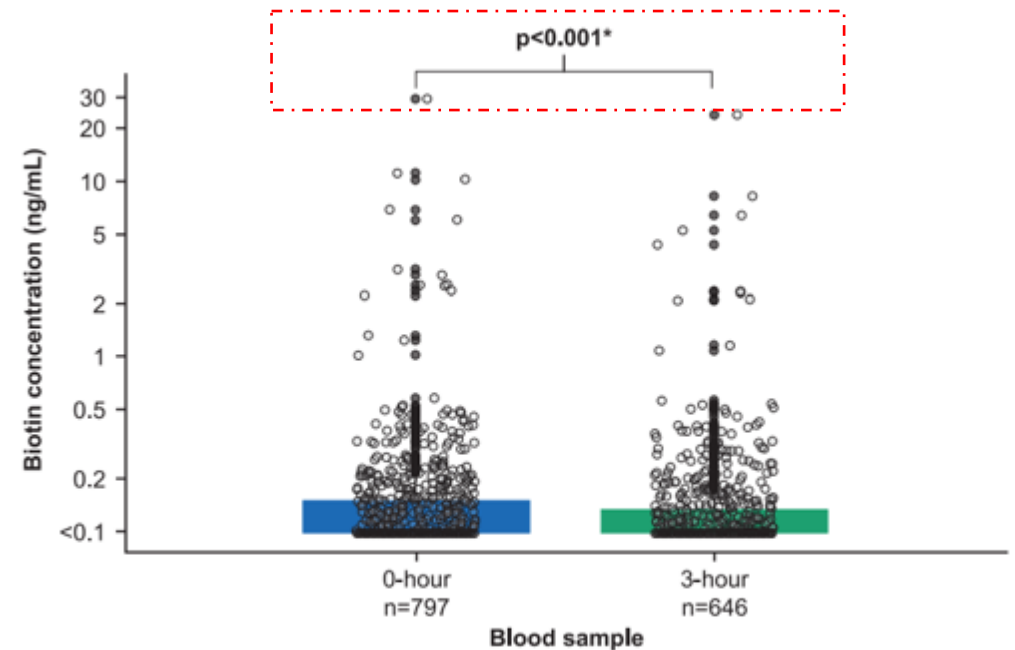 p<0.001*
30
20
10
5
2
1
0.5
0.2
<0.1
Biotin concentration (ng/mL)
0-hour
n=797
3-hour
n=646
Blood sample